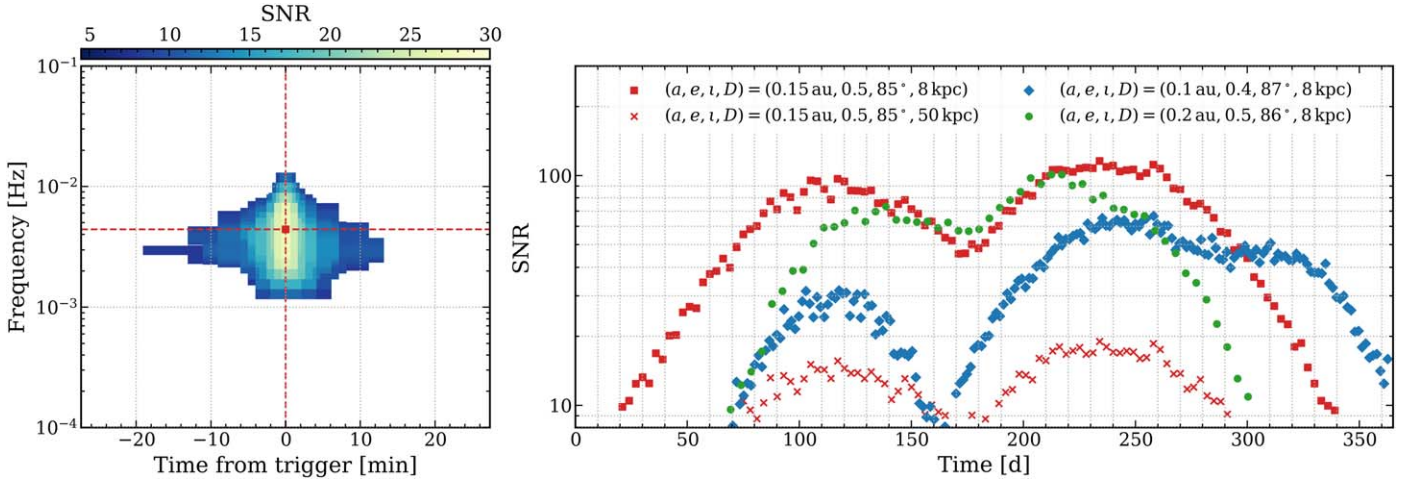 SNR
5 10 15 20 25 30
10⁻¹
10⁻²
10⁻³
10⁻⁴
Frequency [Hz]
−20 −10 0 10 20
Time from trigger [min]
(a, e, ι, D) = (0.15 au, 0.5, 85°, 8 kpc)
(a, e, ι, D) = (0.15 au, 0.5, 85°, 50 kpc)
(a, e, ι, D) = (0.1 au, 0.4, 87°, 8 kpc)
(a, e, ι, D) = (0.2 au, 0.5, 86°, 8 kpc)
100
10
SNR
0 50 100 150 200 250 300 350
Time [d]